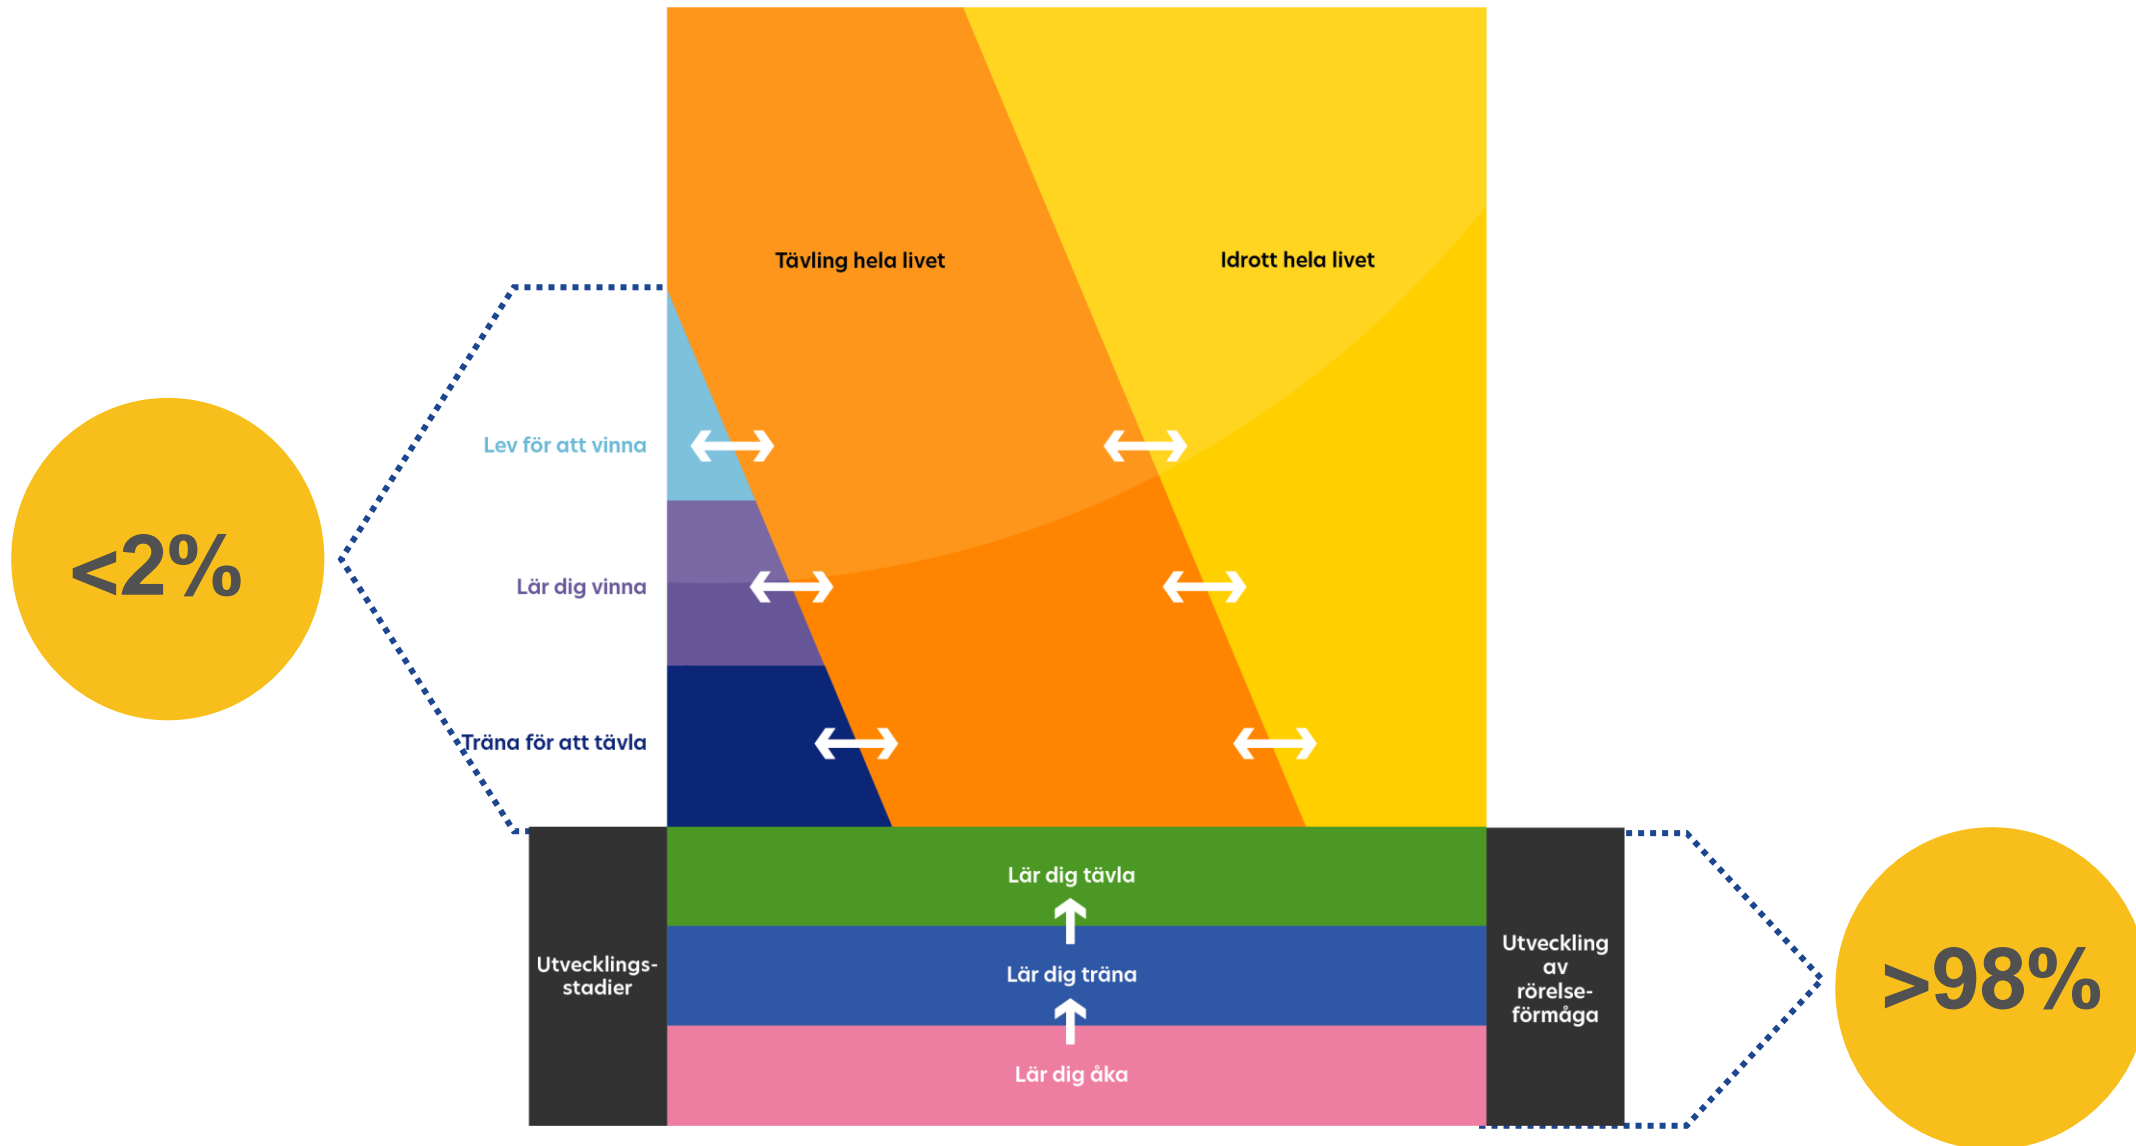 Tävling hela livet
Idrott hela livet
Lev för att vinna
<2%
Lär dig vinna
Träna för att tävla
Lär dig tävla
Utvecklings-
stadier
Lär dig träna
Utveckling
av
rörelse-
förmåga
>98%
Lär dig åka